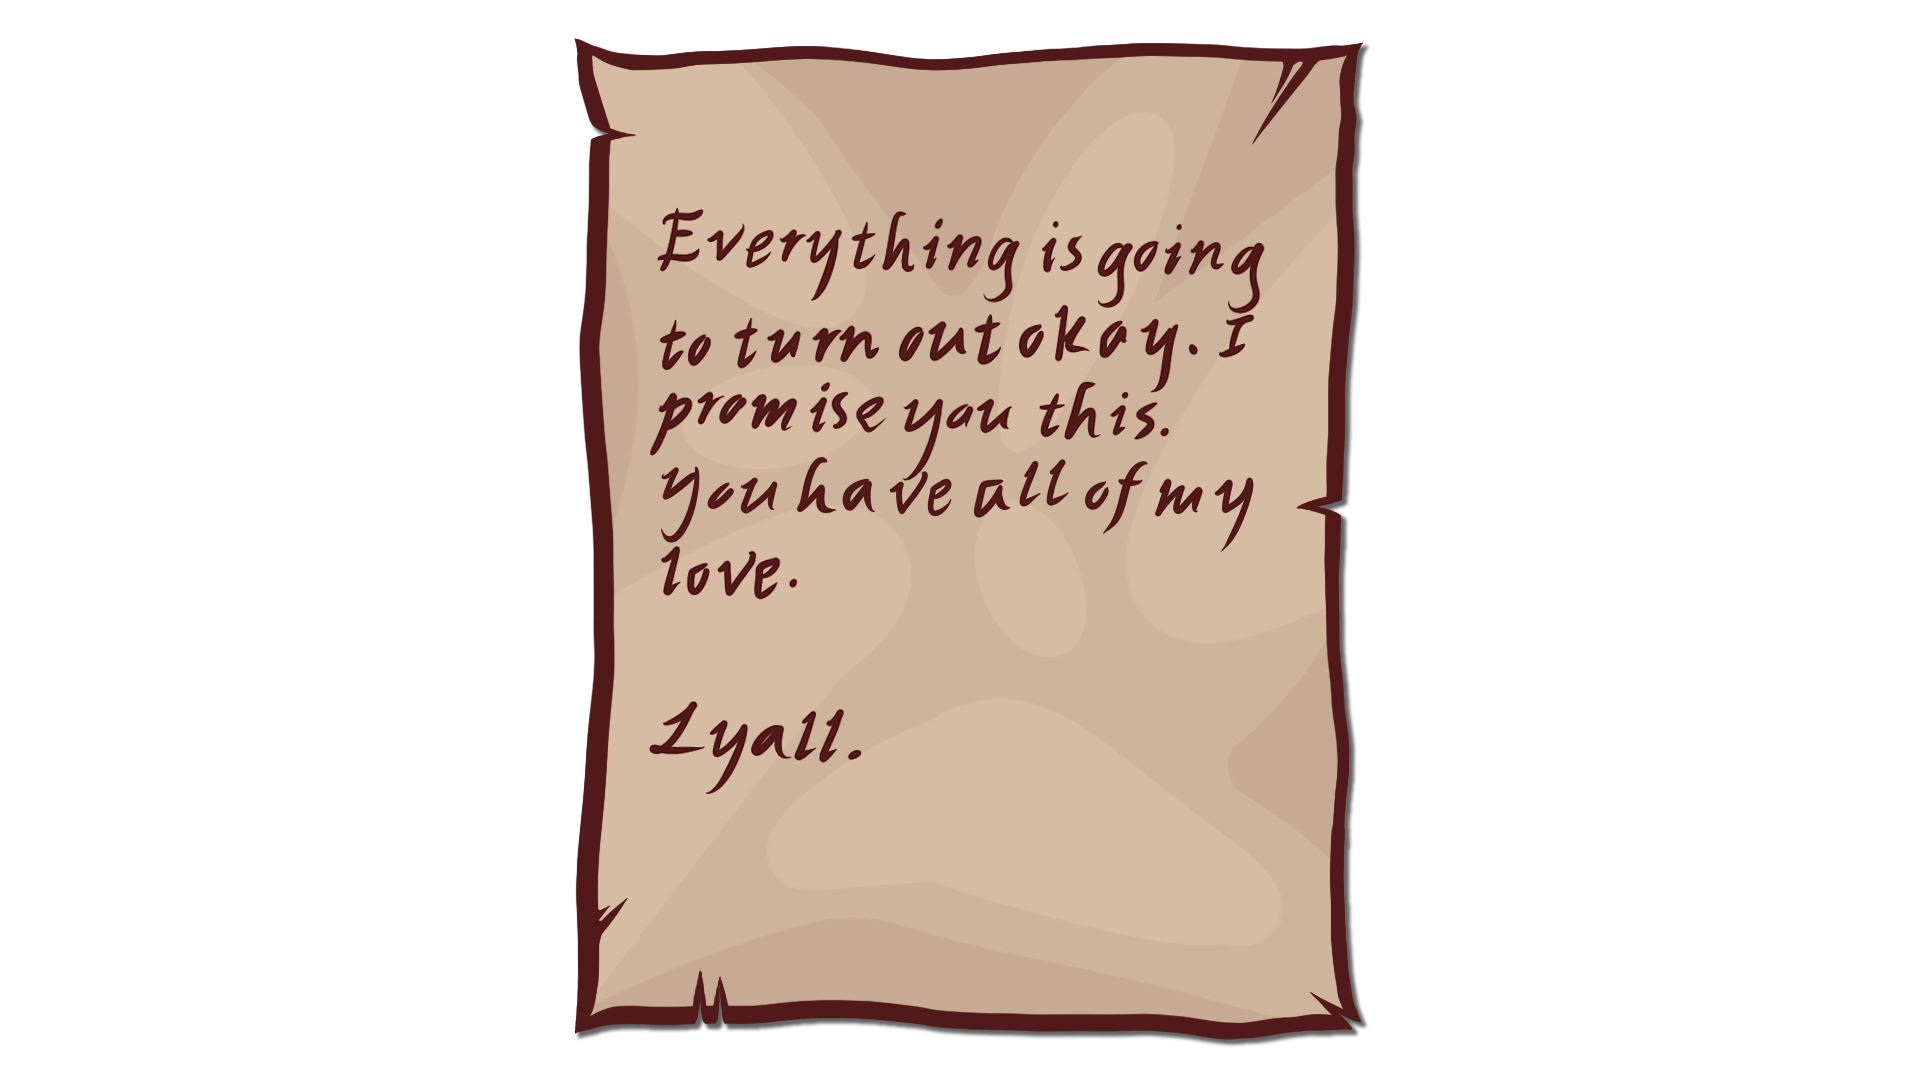 Everything is going
to turn out okay. I
promise you this.
You have all of my
love.
Lyall.